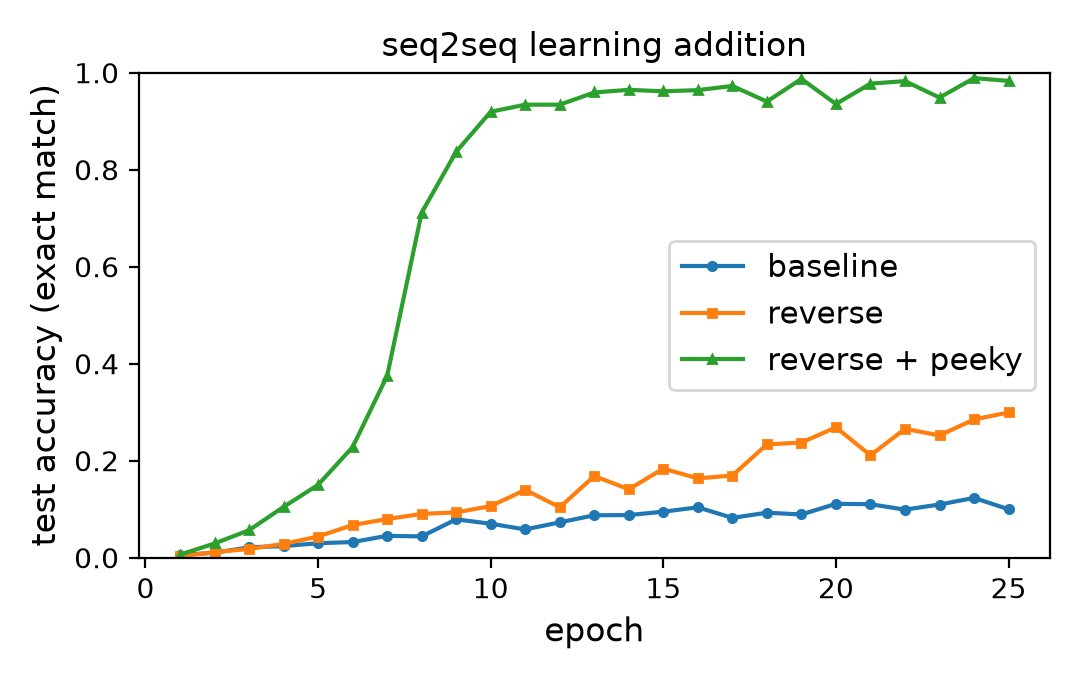 seq2seq learning addition
test accuracy (exact match)
1.0
0.8
0.6
0.4
0.2
0.0
baseline
reverse
reverse + peeky
0 5 10 15 20 25
epoch